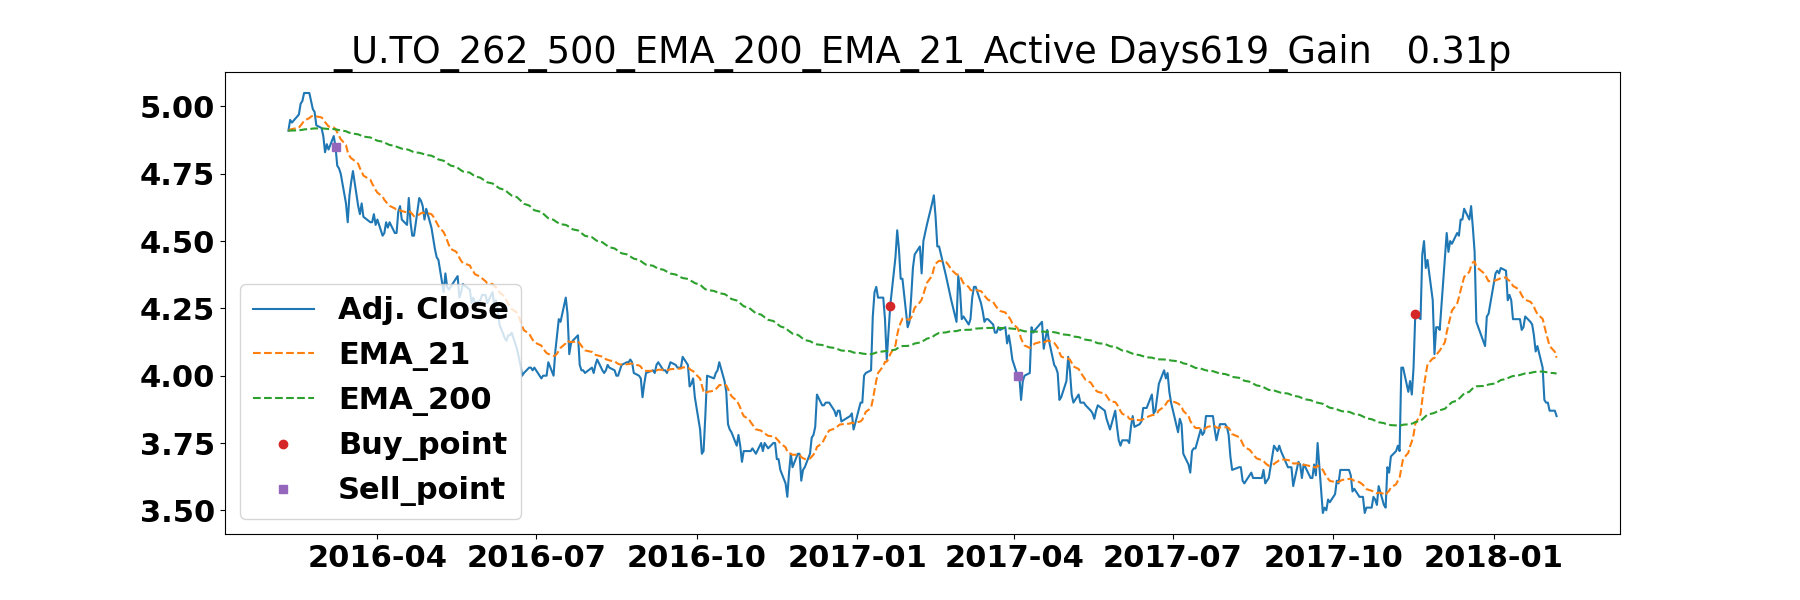 _U.TO_262_500_EMA_200_EMA_21_Active Days619_Gain   0.31p
5.00
4.75
4.50
4.25
4.00
3.75
3.50
Adj. Close
EMA_21
EMA_200
Buy_point
Sell_point
2016-04 2016-07 2016-10 2017-01 2017-04 2017-07 2017-10 2018-01